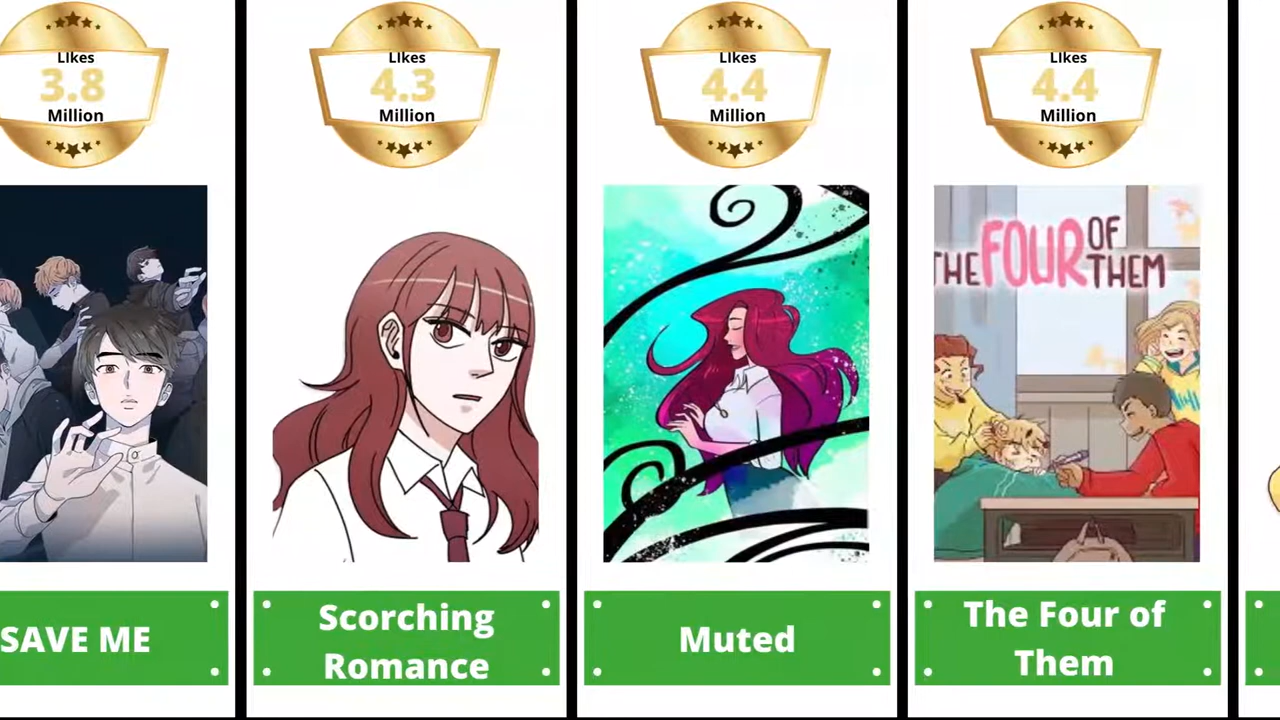 LIkes
3.8
Million
SAVE ME
LIkes
4.3
Million
Scorching
Romance
LIkes
4.4
Million
Muted
LIkes
4.4
Million
THE FOUR OF
THEM
The Four of
Them